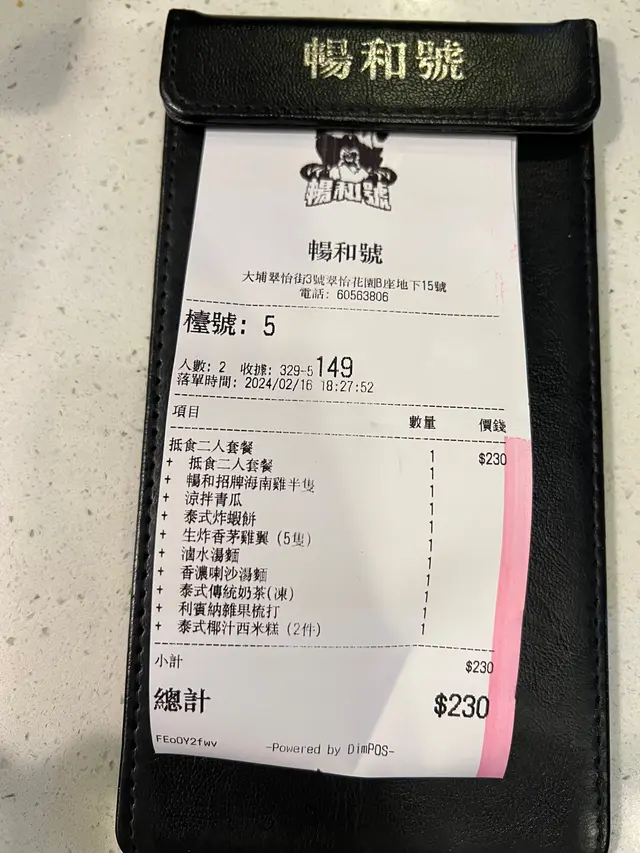 暢和號
暢和號
暢和號
大埔翠怡街3號翠怡花園B座地下15號
電話: 60563806
檯號: 5
人數: 2 收據: 329-5149
落單時間: 2024/02/16 18:27:52
項目 數量 價錢
抵食二人套餐 1 $230
+ 抵食二人套餐 1
+ 暢和招牌海南雞半隻 1
+ 涼拌青瓜 1
+ 泰式炸蝦餅 1
+ 生炸香茅雞翼 (5隻) 1
+ 滷水湯麵 1
+ 香濃喇沙湯麵 1
+ 泰式傳統奶茶(凍) 1
+ 利賓納雜果梳打 1
+ 泰式椰汁西米糕 (2件) 1
小計 $230
總計 $230
FEoOY2fwv
-Powered by DimPOS-